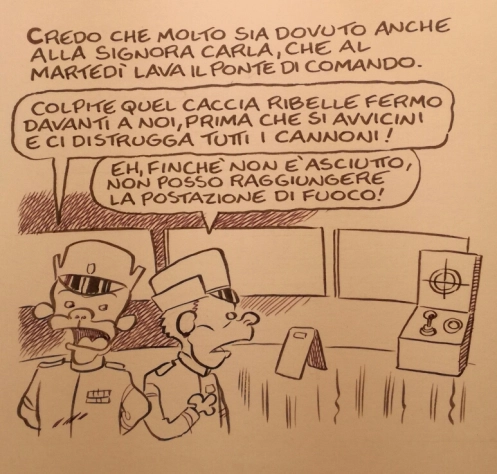 CREDO CHE MOLTO SIA DOVUTO ANCHE
ALLA SIGNORA CARLA, CHE AL
MARTEDÌ LAVA IL PONTE DI COMANDO.
COLPITE QUEL CACCIA RIBELLE FERMO
DAVANTI A NOI, PRIMA CHE SI AVVICINI
E CI DISTRUGGA TUTTI I CANNONI!
EH, FINCHÈ NON È ASCIUTTO,
NON POSSO RAGGIUNGERE
LA POSTAZIONE DI FUOCO!